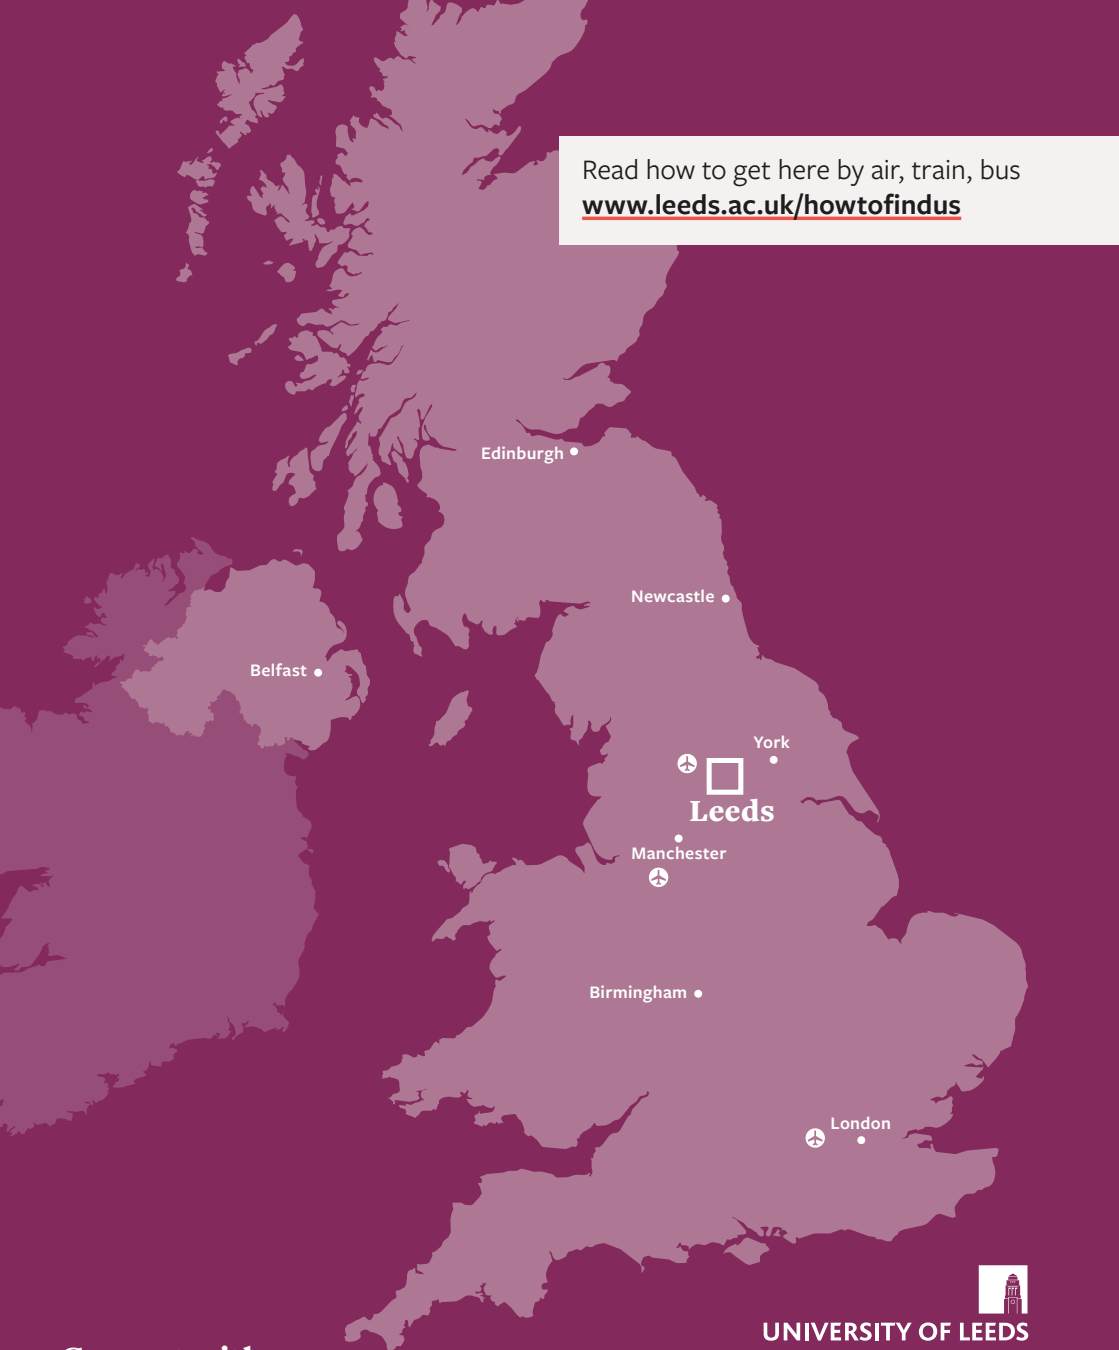 Read how to get here by air, train, bus
www.leeds.ac.uk/howtofindus
Edinburgh
Newcastle
Belfast
York
Leeds
Manchester
Birmingham
London
UNIVERSITY OF LEEDS